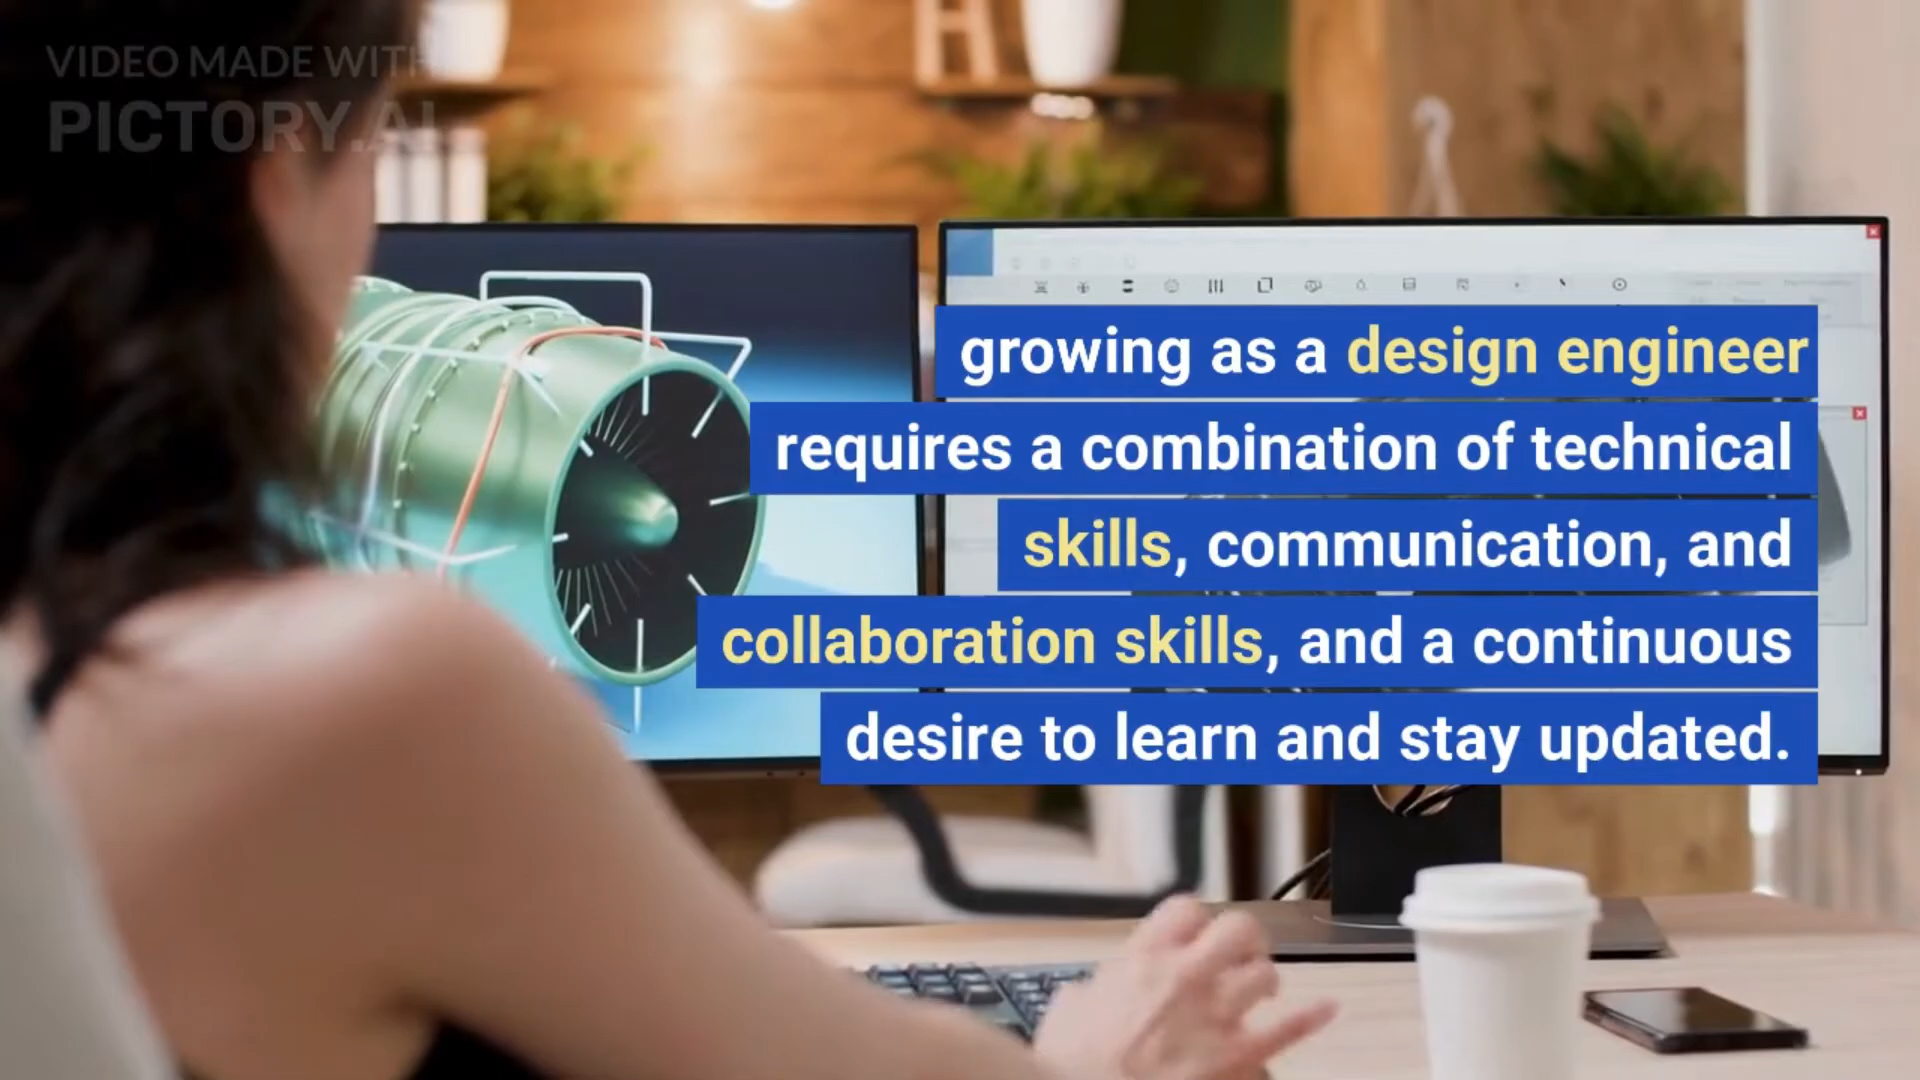 VIDEO MADE WITH
PICTORY.AI
growing as a design engineer
requires a combination of technical
skills, communication, and
collaboration skills, and a continuous
desire to learn and stay updated.